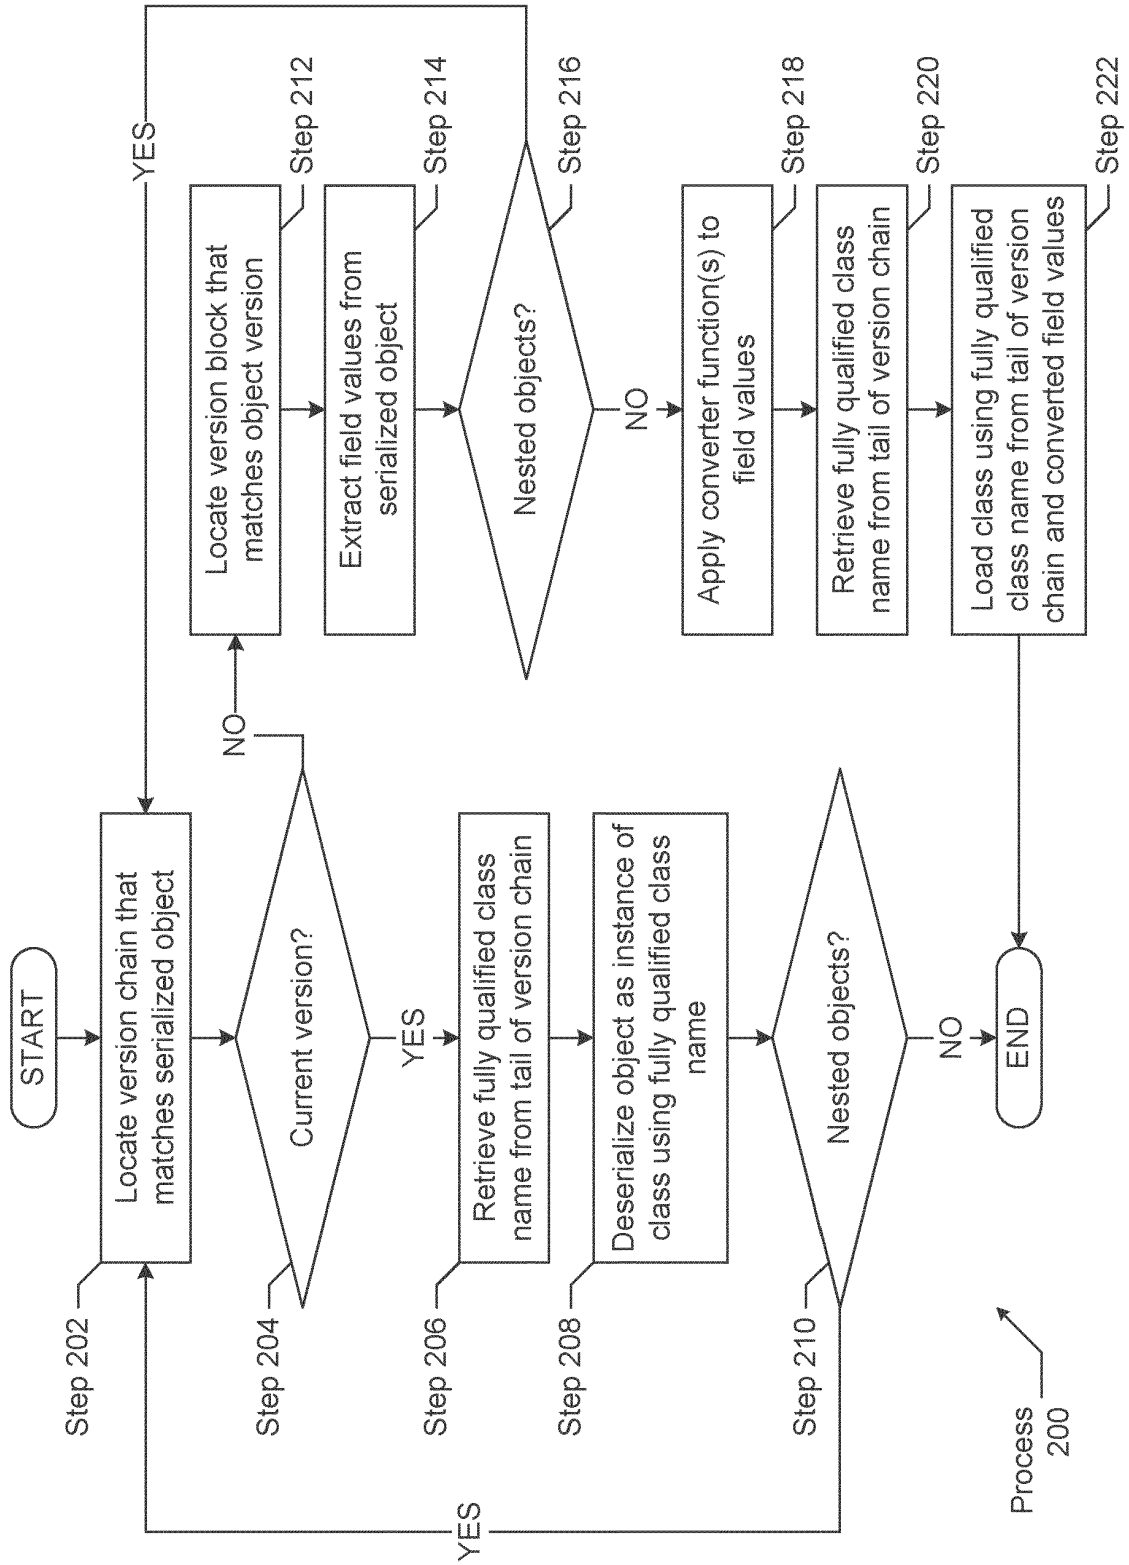 START
Step 202
Locate version chain that
matches serialized object
Step 204
Current version?
YES
NO
Step 206
Retrieve fully qualified class
name from tail of version chain
Step 208
Deserialize object as instance of
class using fully qualified class
name
Step 210
Nested objects?
YES
NO
END
YES
Locate version block that
matches object version
Step 212
Extract field values from
serialized object
Step 214
Nested objects?
Step 216
NO
Apply converter function(s) to
field values
Step 218
Retrieve fully qualified class
name from tail of version chain
Step 220
Load class using fully qualified
class name from tail of version
chain and converted field values
Step 222
Process
200